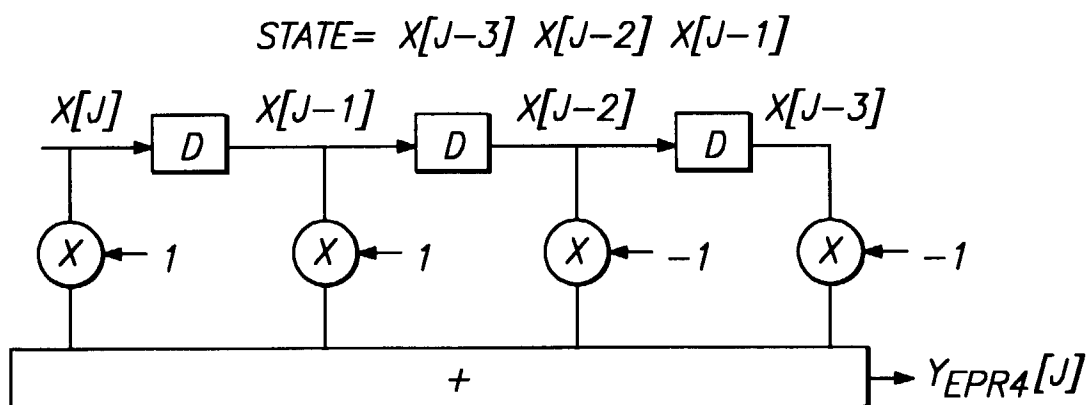 STATE= X[J-3] X[J-2] X[J-1]
X[J] X[J-1] X[J-2] X[J-3]
D D D
X 1 X 1 X -1 X -1
+ Y_EPR4[J]